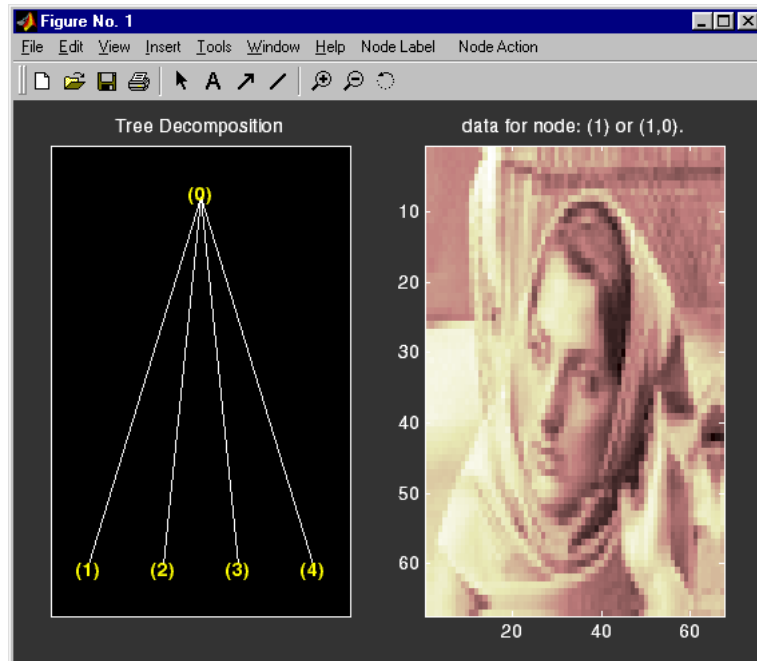 Figure No. 1
File Edit View Insert Tools Window Help Node Label Node Action
A
Tree Decomposition
data for node: (1) or (1,0).
(0)
(1) (2) (3) (4)
10
20
30
40
50
60
20 40 60